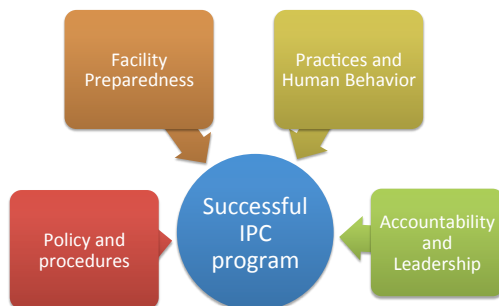 Facility
Preparedness
Practices and
Human Behavior
Policy and
procedures
Successful
IPC
program
Accountability
and
Leadership